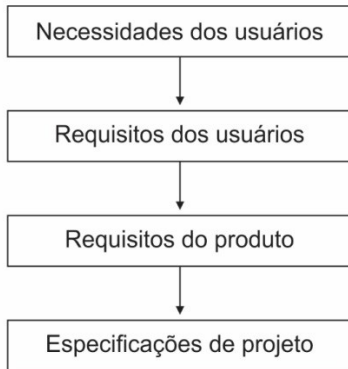 Necessidades dos usuários
Requisitos dos usuários
Requisitos do produto
Especificações de projeto